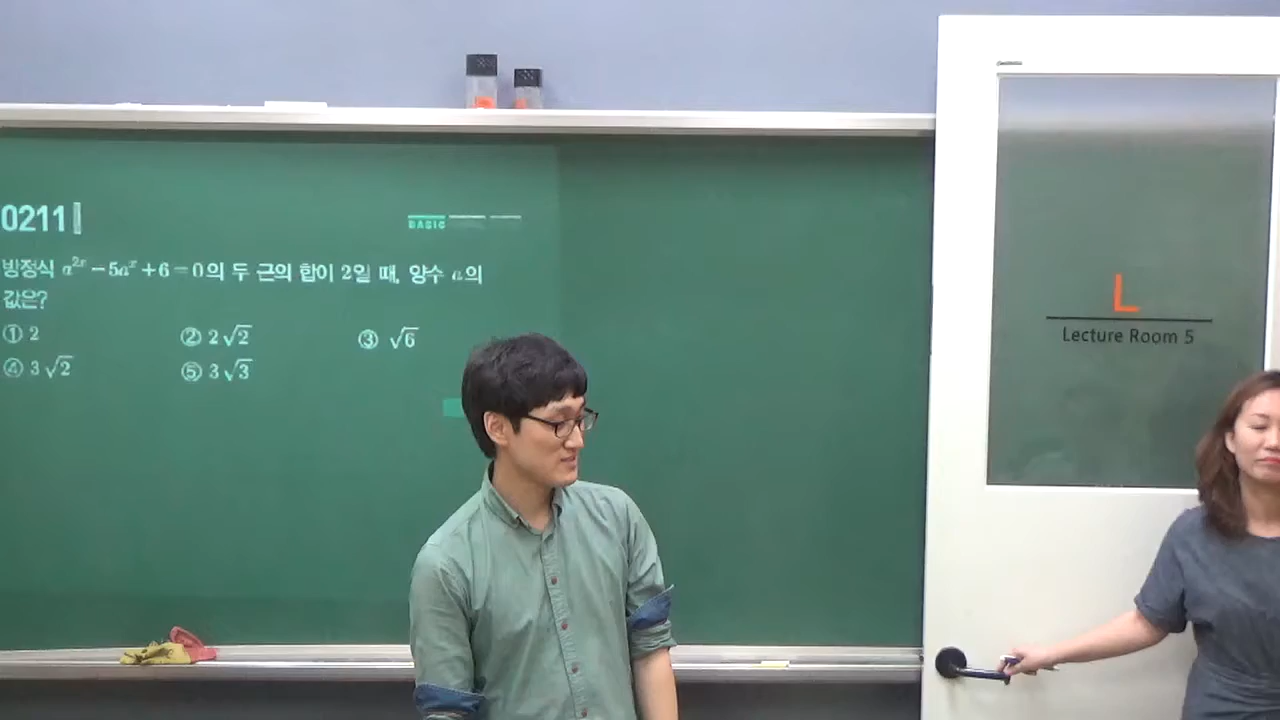 0211
BASIC
방정식 a^{2x} − 5a^x + 6 = 0의 두 근의 합이 2일 때, 양수 a의
값은?
① 2 ② 2√2 ③ √6
④ 3√2 ⑤ 3√3
L
Lecture Room 5